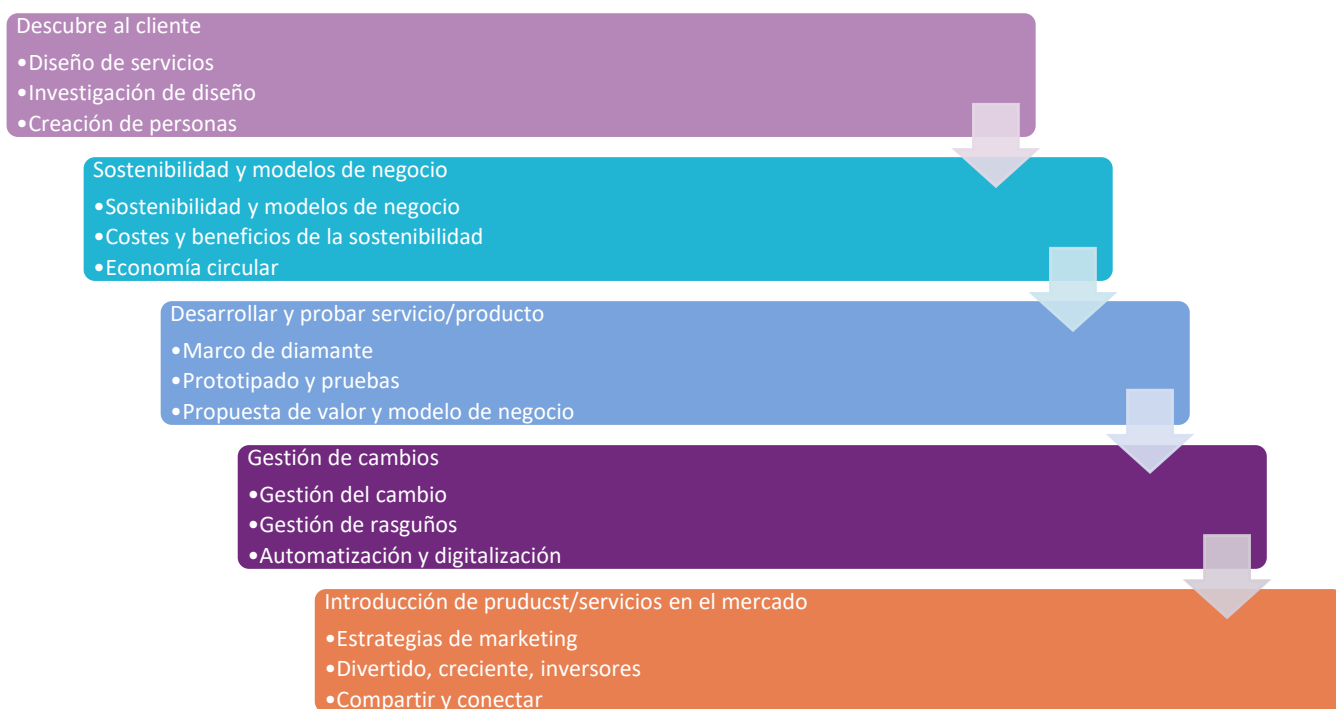 Descubre al cliente
•Diseño de servicios
•Investigación de diseño
•Creación de personas
Sostenibilidad y modelos de negocio
•Sostenibilidad y modelos de negocio
•Costes y beneficios de la sostenibilidad
•Economía circular
Desarrollar y probar servicio/producto
•Marco de diamante
•Prototipado y pruebas
•Propuesta de valor y modelo de negocio
Gestión de cambios
•Gestión del cambio
•Gestión de rasguños
•Automatización y digitalización
Introducción de pruducst/servicios en el mercado
•Estrategias de marketing
•Divertido, creciente, inversores
•Compartir y conectar